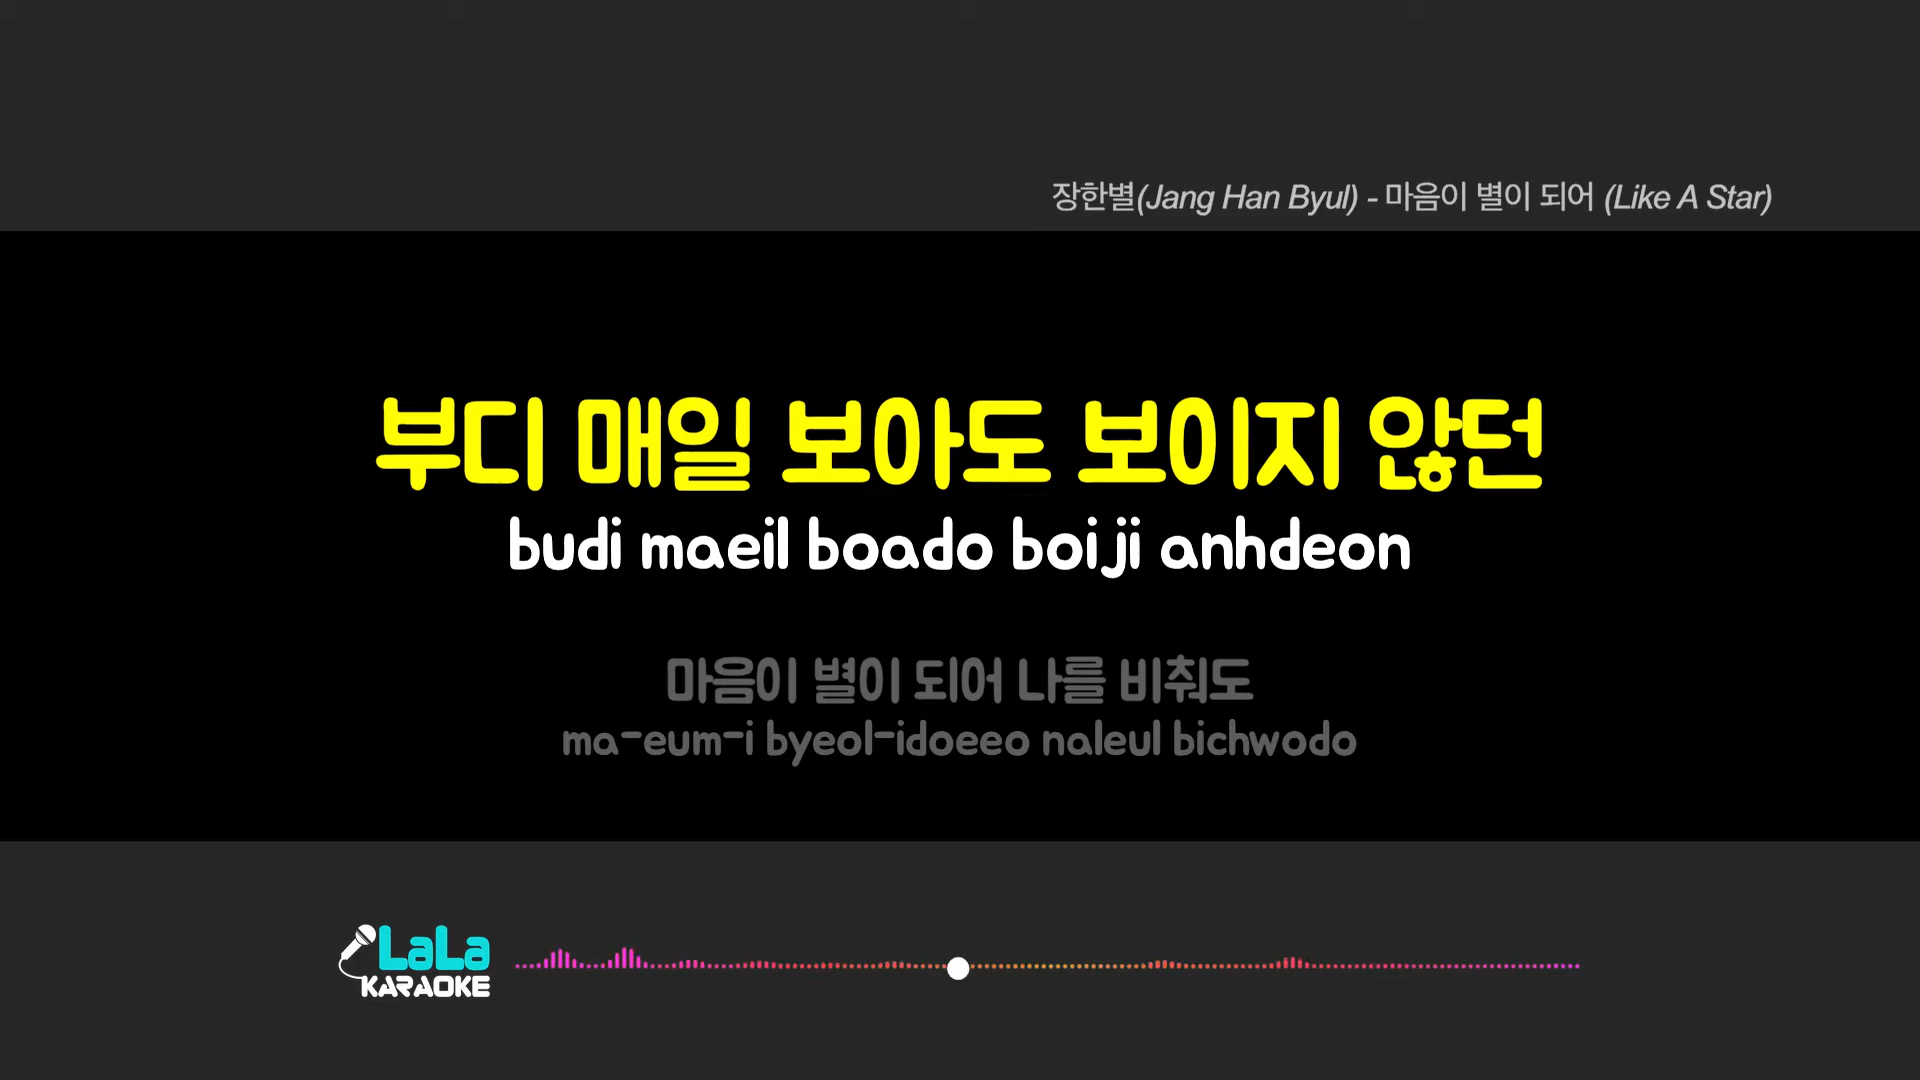 장한별(Jang Han Byul) - 마음이 별이 되어 (Like A Star)
부디 매일 보아도 보이지 않던
budi maeil boado boiji anhdeon
마음이 별이 되어 나를 비춰도
ma-eum-i byeol-idoeeo naleul bichwodo
LaLa
KARAOKE